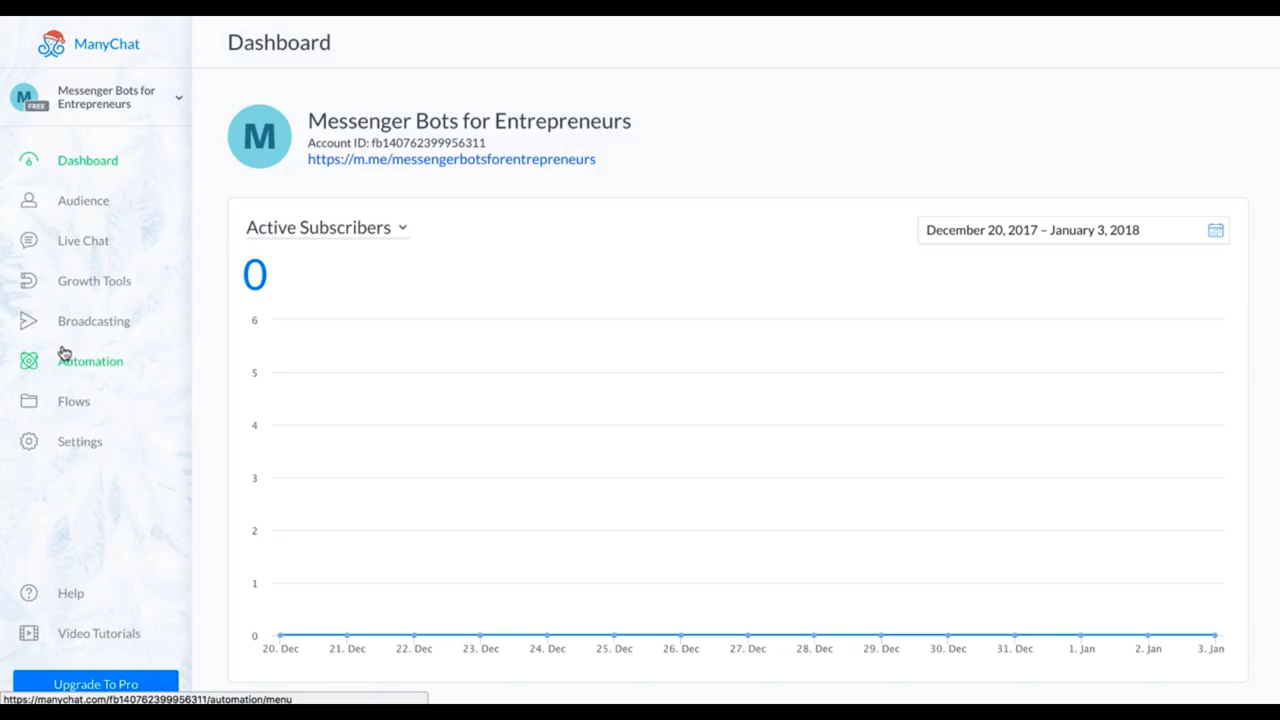 ManyChat
Messenger Bots for
Entrepreneurs
M
FREE
Dashboard
Audience
Live Chat
Growth Tools
Broadcasting
Automation
Flows
Settings
Help
Video Tutorials
Upgrade To Pro
https://manychat.com/fb140762399956311/automation/menu
Dashboard
M
Messenger Bots for Entrepreneurs
Account ID: fb140762399956311
https://m.me/messengerbotsforentrepreneurs
Active Subscribers
December 20, 2017 – January 3, 2018
0
6
5
4
3
2
1
0
20. Dec 21. Dec 22. Dec 23. Dec 24. Dec 25. Dec 26. Dec 27. Dec 28. Dec 29. Dec 30. Dec 31. Dec 1. Jan 2. Jan 3. Jan